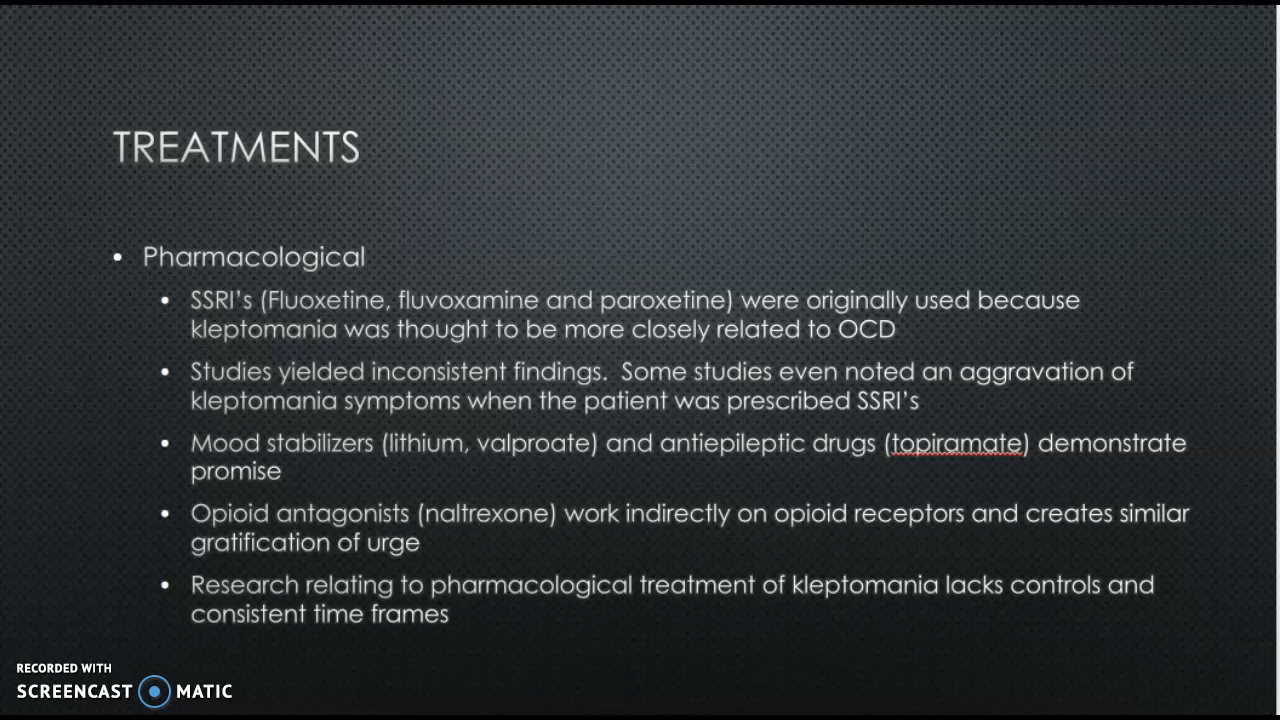 TREATMENTS
• Pharmacological
• SSRI's (Fluoxetine, fluvoxamine and paroxetine) were originally used because
kleptomania was thought to be more closely related to OCD
• Studies yielded inconsistent findings.  Some studies even noted an aggravation of
kleptomania symptoms when the patient was prescribed SSRI's
• Mood stabilizers (lithium, valproate) and antiepileptic drugs (topiramate) demonstrate
promise
• Opioid antagonists (naltrexone) work indirectly on opioid receptors and creates similar
gratification of urge
• Research relating to pharmacological treatment of kleptomania lacks controls and
consistent time frames
RECORDED WITH
SCREENCAST MATIC